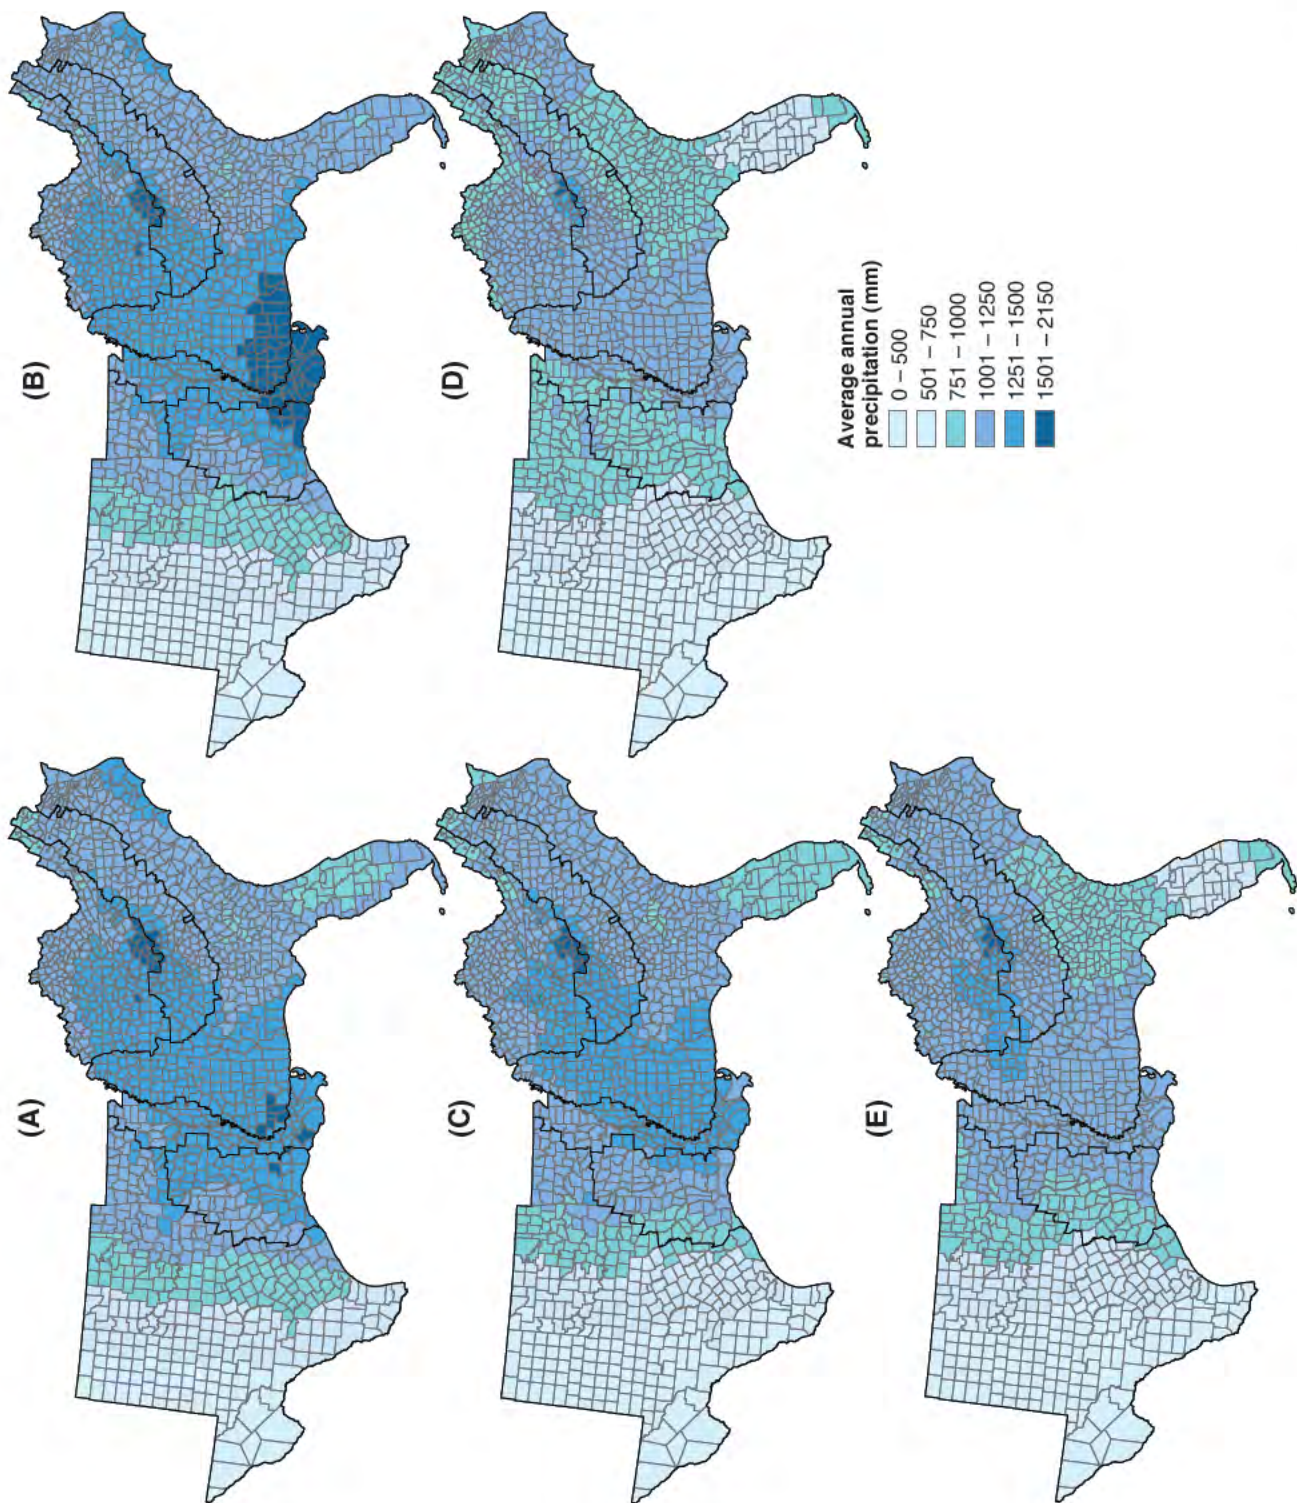 (A)
(B)
(C)
(D)
(E)
Average annual
precipitation (mm)
0 – 500
501 – 750
751 – 1000
1001 – 1250
1251 – 1500
1501 – 2150